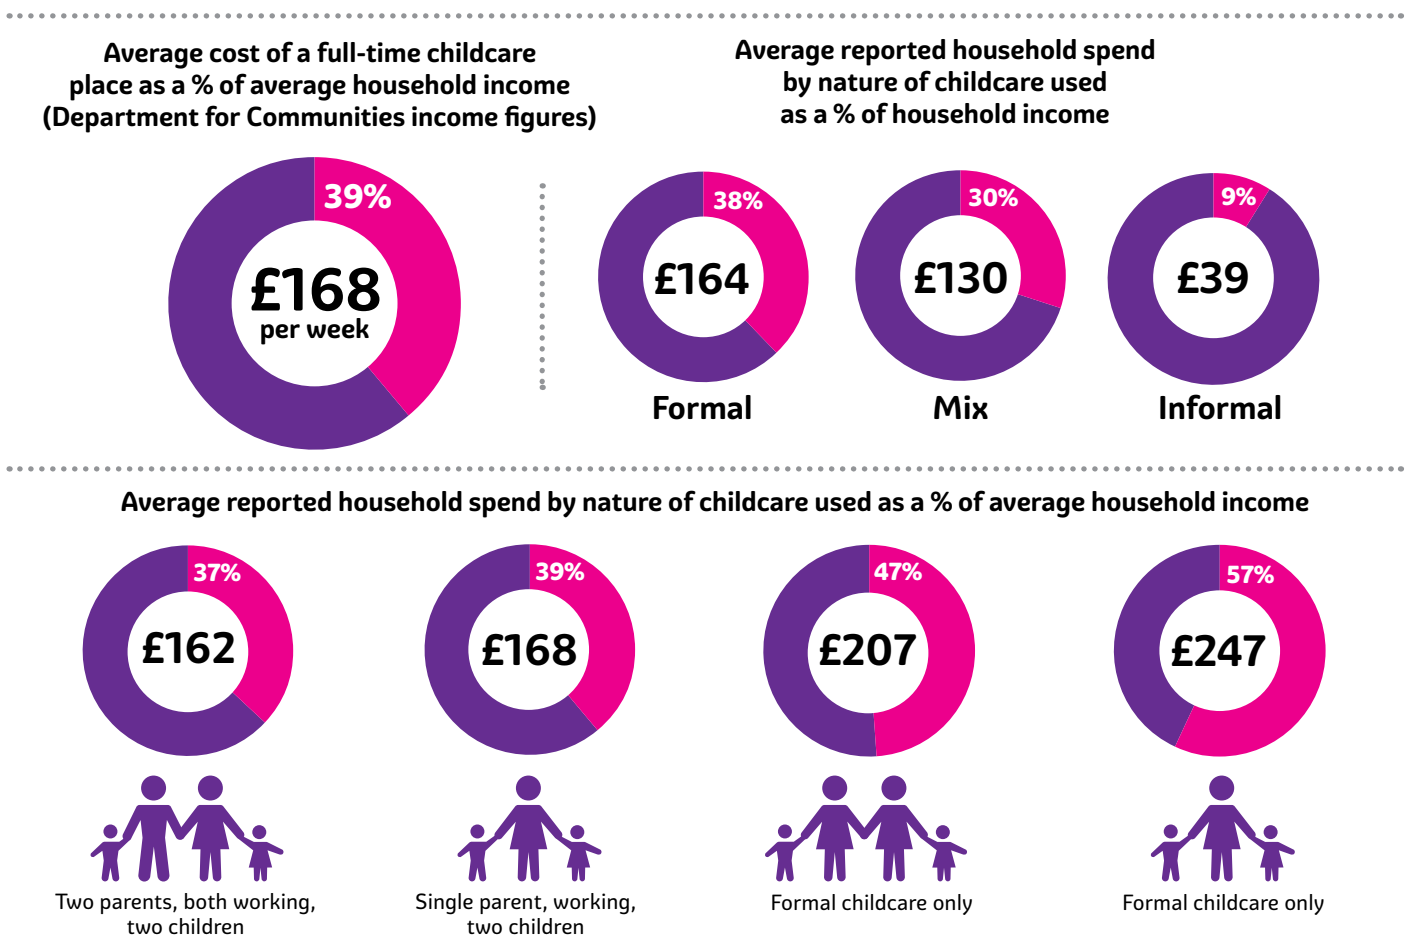 Average cost of a full-time childcare
place as a % of average household income
(Department for Communities income figures)
39%
£168
per week
Average reported household spend
by nature of childcare used
as a % of household income
38%
£164
Formal
30%
£130
Mix
9%
£39
Informal
Average reported household spend by nature of childcare used as a % of average household income
37%
£162
Two parents, both working,
two children
39%
£168
Single parent, working,
two children
47%
£207
Formal childcare only
57%
£247
Formal childcare only